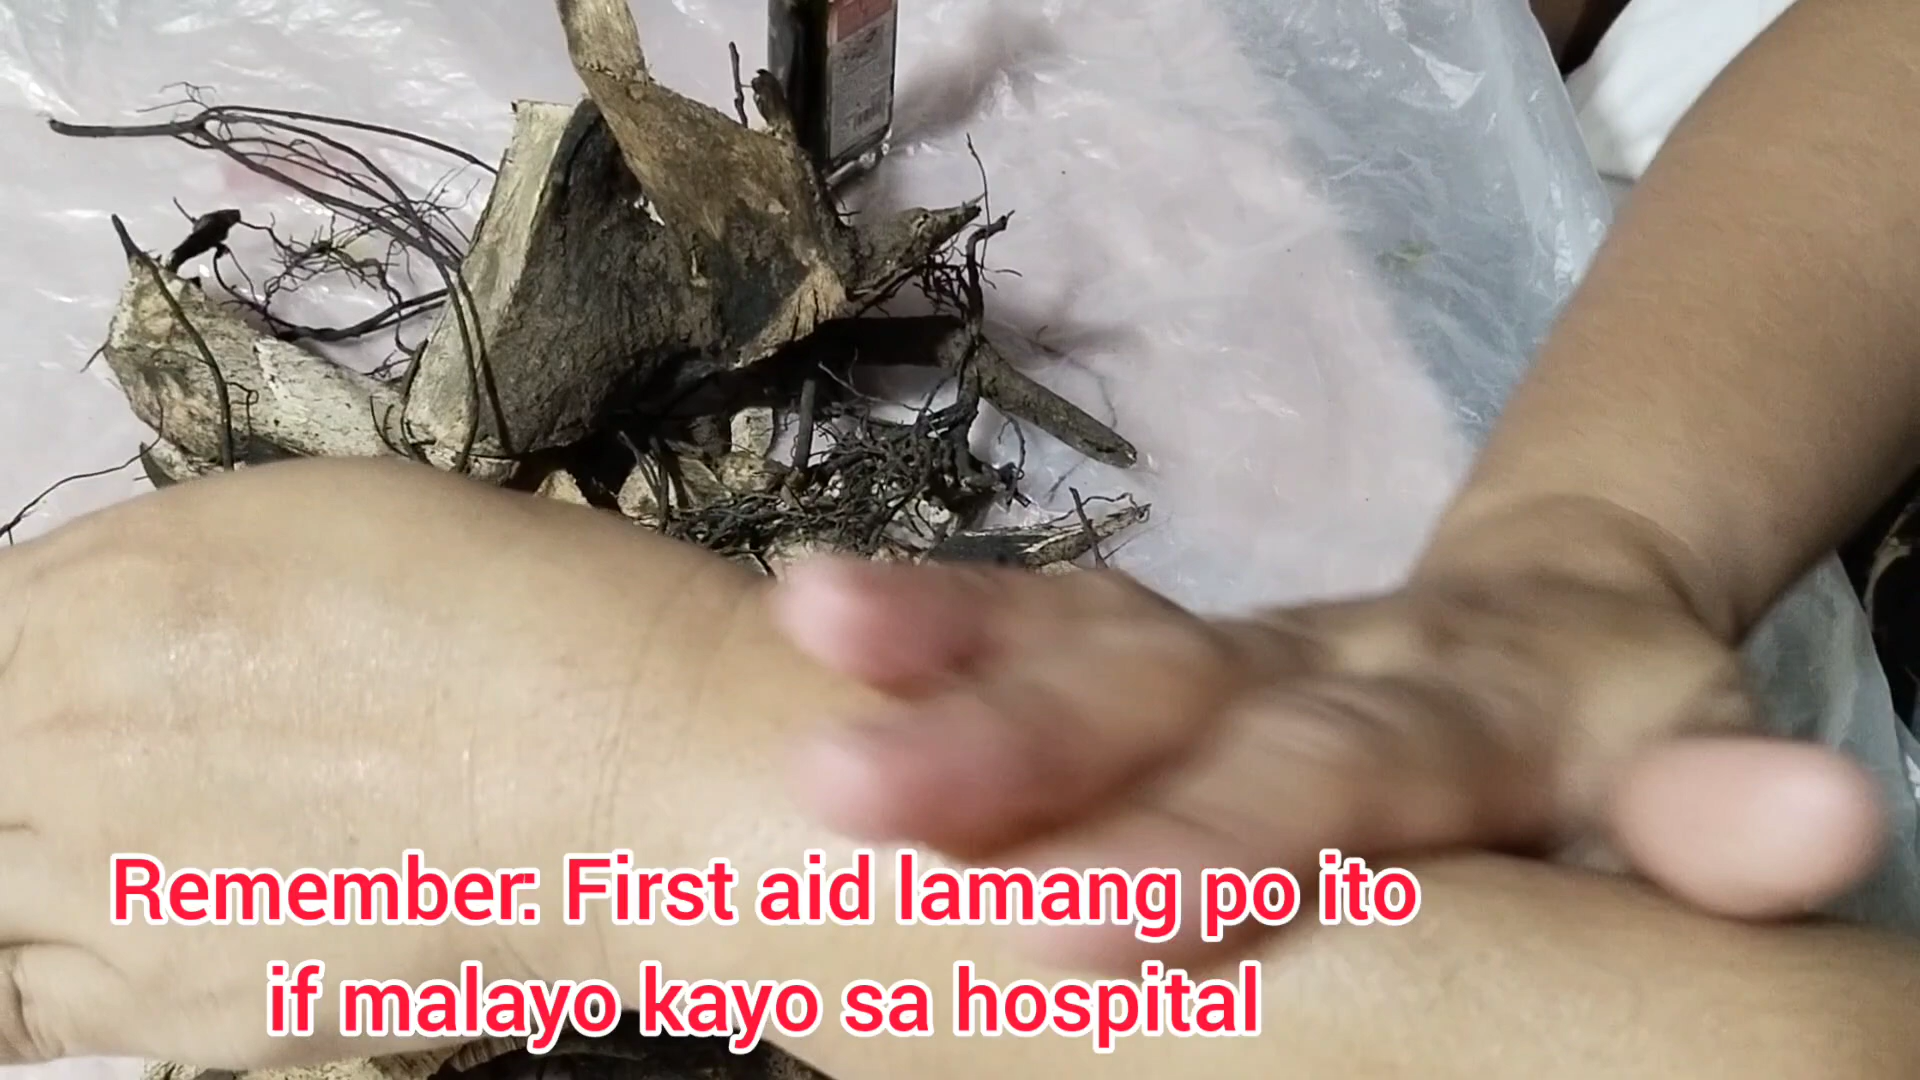 Remember: First aid lamang po ito
if malayo kayo sa hospital